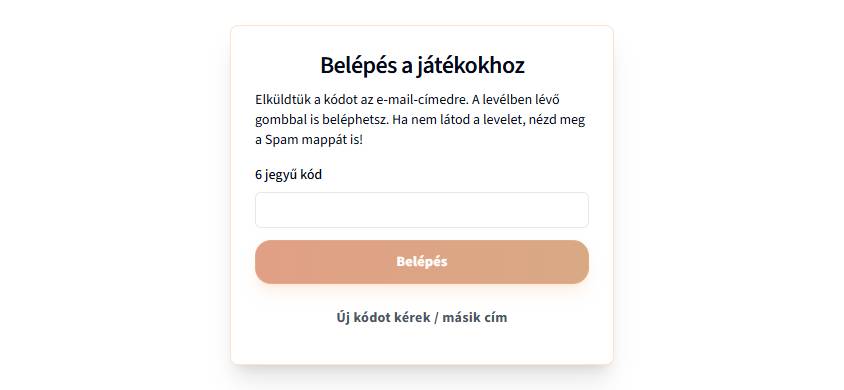 Belépés a játékokhoz
Elküldtük a kódot az e-mail-címedre. A levélben lévő
gombbal is beléphetsz. Ha nem látod a levelet, nézd meg
a Spam mappát is!
6 jegyű kód
Belépés
Új kódot kérek / másik cím